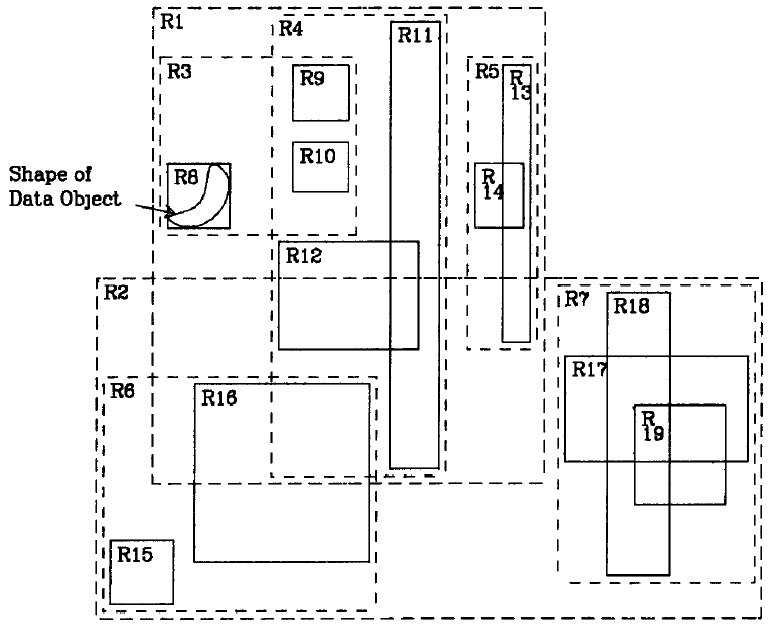 R1
R4
R11
R3
R9
R5
R
13
R10
Shape of
Data Object
R8
R
14
R12
R2
R7
R18
R17
R6
R16
R
19
R15